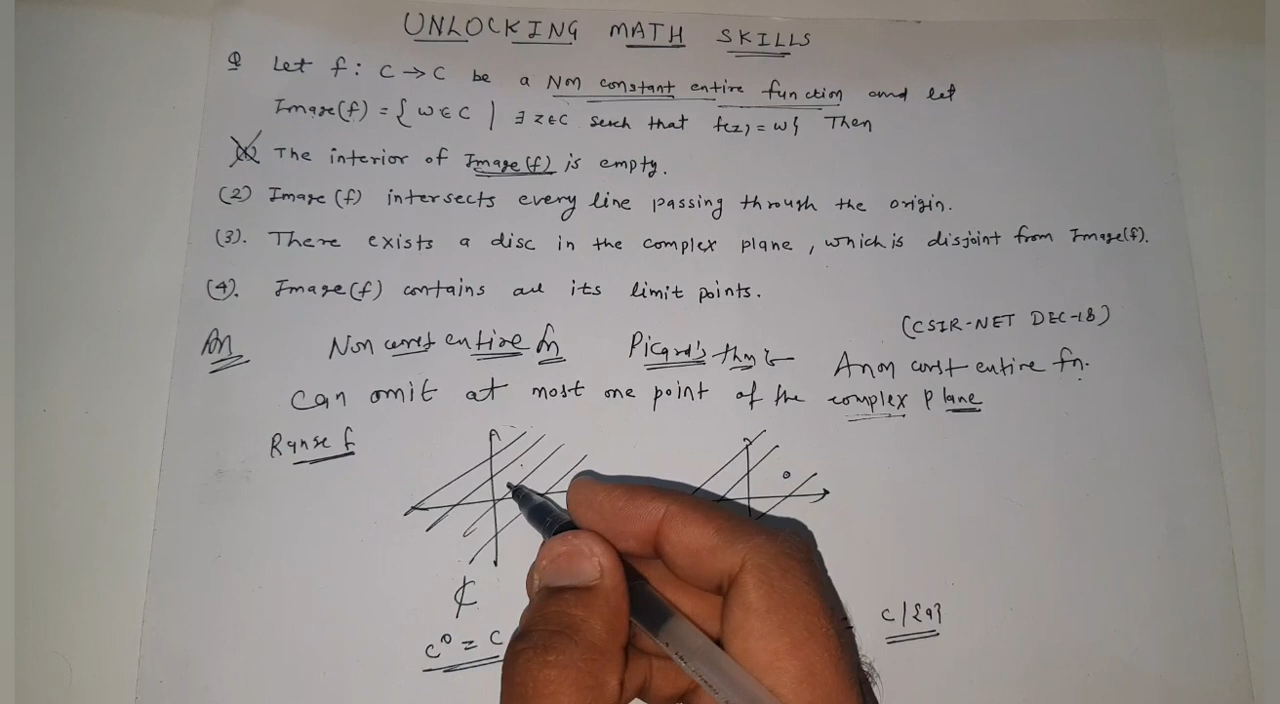 UNLOCKING MATH SKILLS
Q Let f: C → C be a Non constant entire function and let
Image(f) = { w ∈ C | ∃ z ∈ C such that f(z) = w} Then
(1) The interior of Image(f) is empty.
(2) Image (f) intersects every line passing through the origin.
(3). There exists a disc in the complex plane, which is disjoint from Image(f).
(4). Image(f) contains all its limit points.
(CSIR-NET DEC-18)
An Non const entire fn Picard's thm :- A non const entire fn.
can omit at most one point of the complex plane
Range f
₵
C⁰ = C
C/{a}